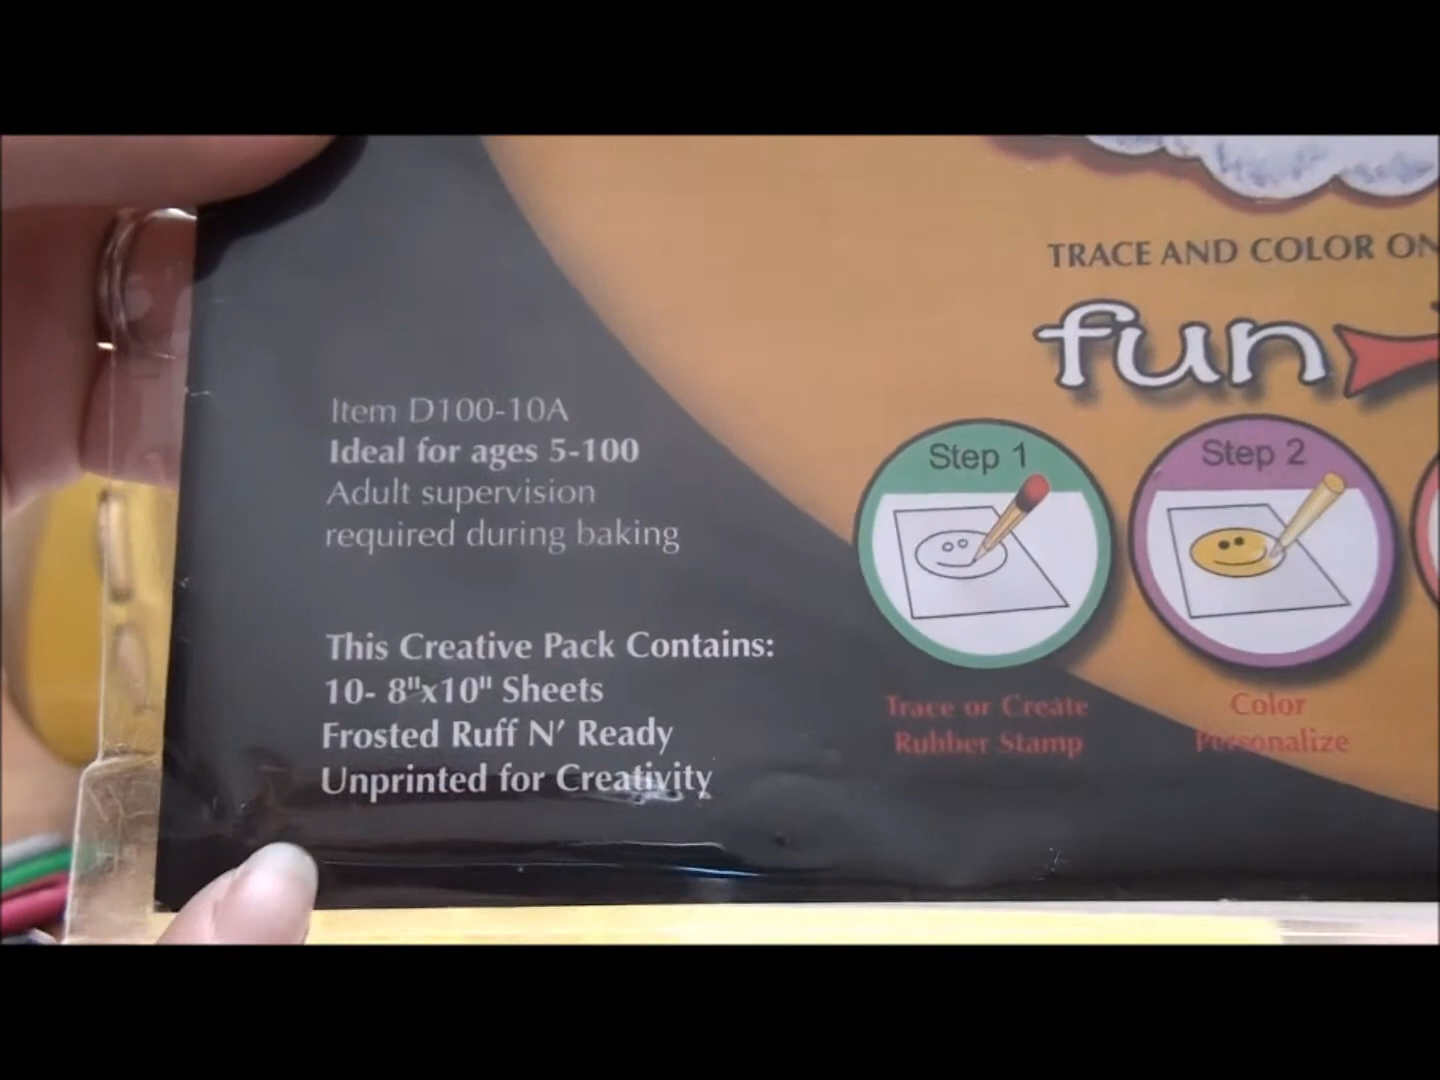 TRACE AND COLOR ON
fun
Item D100-10A
Ideal for ages 5-100
Adult supervision
required during baking
This Creative Pack Contains:
10- 8"x10" Sheets
Frosted Ruff N' Ready
Unprinted for Creativity
Step 1
Trace or Create
Rubber Stamp
Step 2
Color
Personalize